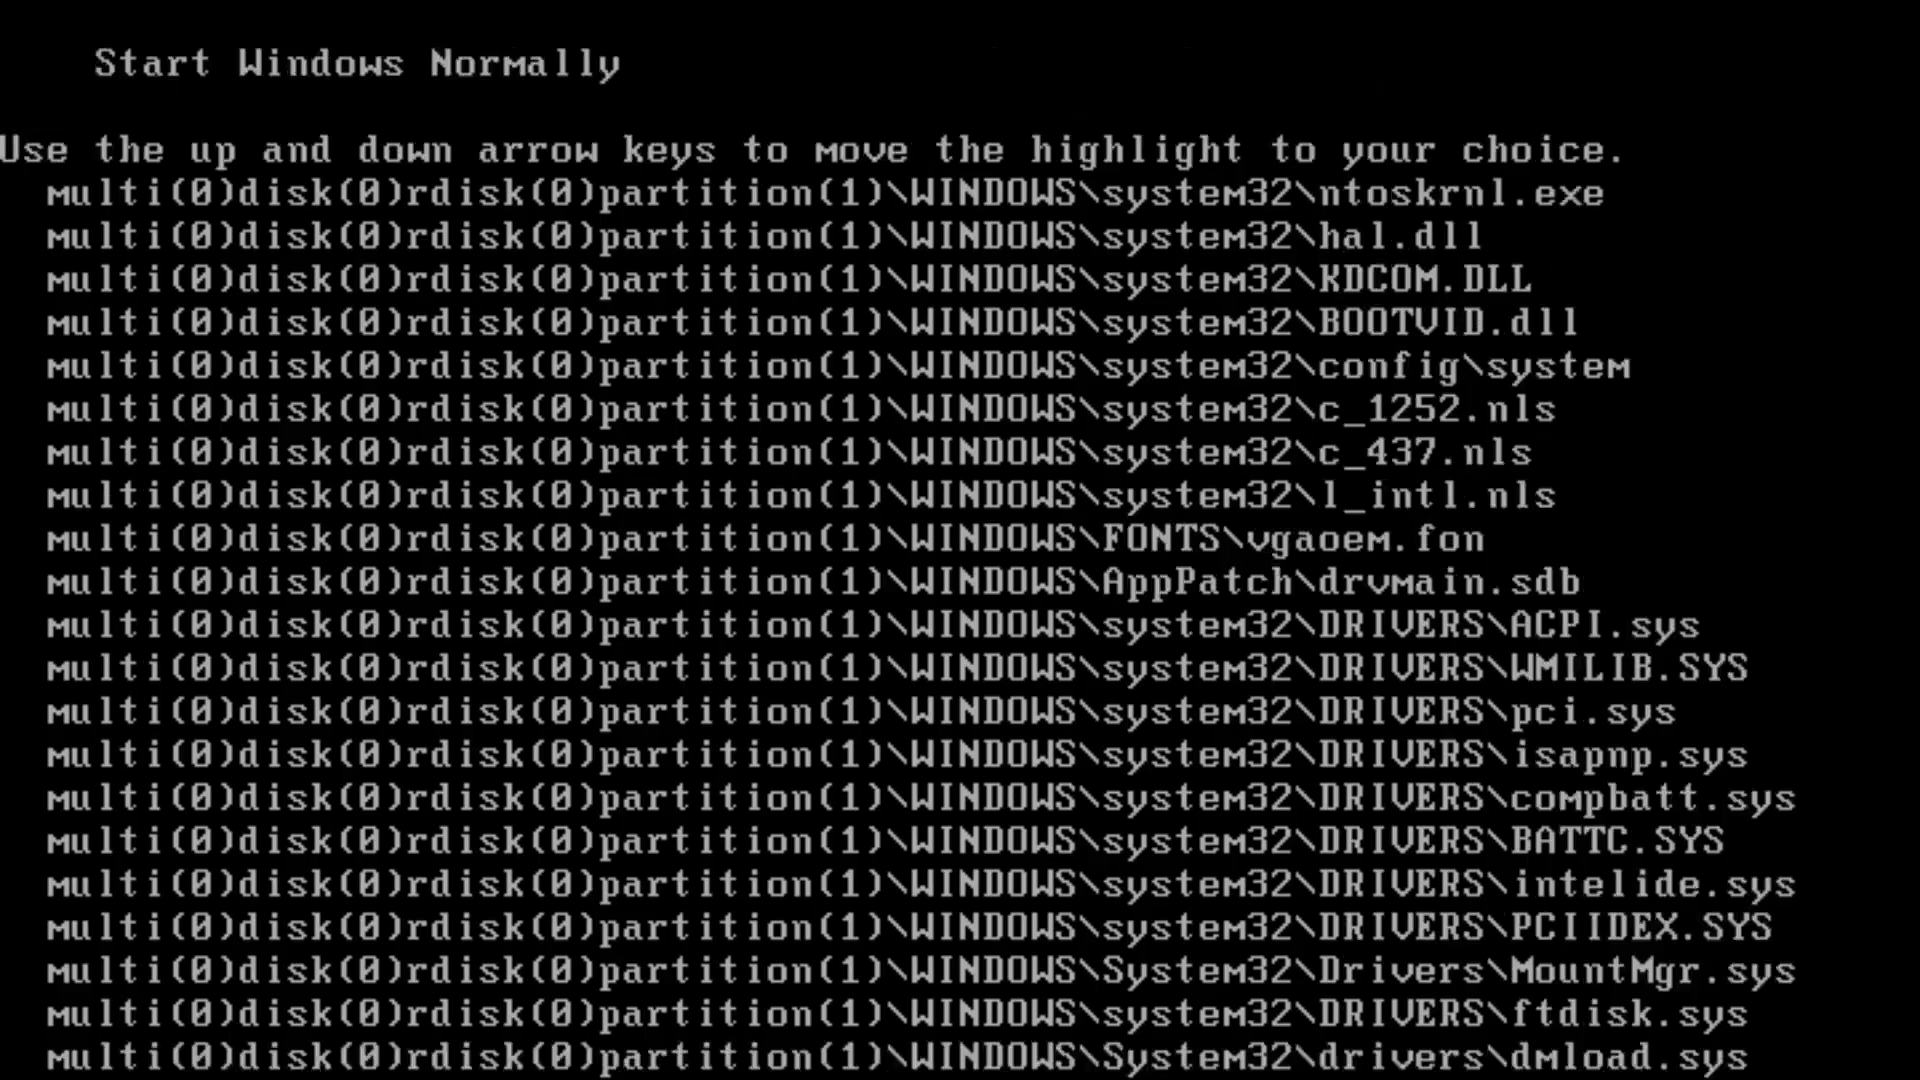 Start Windows Normally
Use the up and down arrow keys to move the highlight to your choice.
multi(0)disk(0)rdisk(0)partition(1)\WINDOWS\system32\ntoskrnl.exe
multi(0)disk(0)rdisk(0)partition(1)\WINDOWS\system32\hal.dll
multi(0)disk(0)rdisk(0)partition(1)\WINDOWS\system32\KDCOM.DLL
multi(0)disk(0)rdisk(0)partition(1)\WINDOWS\system32\BOOTVID.dll
multi(0)disk(0)rdisk(0)partition(1)\WINDOWS\system32\config\system
multi(0)disk(0)rdisk(0)partition(1)\WINDOWS\system32\c_1252.nls
multi(0)disk(0)rdisk(0)partition(1)\WINDOWS\system32\c_437.nls
multi(0)disk(0)rdisk(0)partition(1)\WINDOWS\system32\l_intl.nls
multi(0)disk(0)rdisk(0)partition(1)\WINDOWS\FONTS\vgaoem.fon
multi(0)disk(0)rdisk(0)partition(1)\WINDOWS\AppPatch\drvmain.sdb
multi(0)disk(0)rdisk(0)partition(1)\WINDOWS\system32\DRIVERS\ACPI.sys
multi(0)disk(0)rdisk(0)partition(1)\WINDOWS\system32\DRIVERS\WMILIB.SYS
multi(0)disk(0)rdisk(0)partition(1)\WINDOWS\system32\DRIVERS\pci.sys
multi(0)disk(0)rdisk(0)partition(1)\WINDOWS\system32\DRIVERS\isapnp.sys
multi(0)disk(0)rdisk(0)partition(1)\WINDOWS\system32\DRIVERS\compbatt.sys
multi(0)disk(0)rdisk(0)partition(1)\WINDOWS\system32\DRIVERS\BATTC.SYS
multi(0)disk(0)rdisk(0)partition(1)\WINDOWS\system32\DRIVERS\intelide.sys
multi(0)disk(0)rdisk(0)partition(1)\WINDOWS\system32\DRIVERS\PCIIDEX.SYS
multi(0)disk(0)rdisk(0)partition(1)\WINDOWS\System32\Drivers\MountMgr.sys
multi(0)disk(0)rdisk(0)partition(1)\WINDOWS\system32\DRIVERS\ftdisk.sys
multi(0)disk(0)rdisk(0)partition(1)\WINDOWS\System32\drivers\dmload.sys